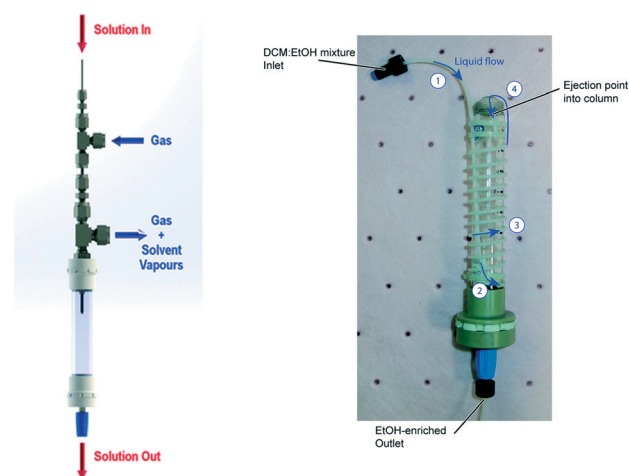 Solution In
Gas
Gas
+
Solvent
Vapours
Solution Out
DCM:EtOH mixture
Inlet
Liquid flow
1
4
Ejection point
into column
3
2
EtOH-enriched
Outlet